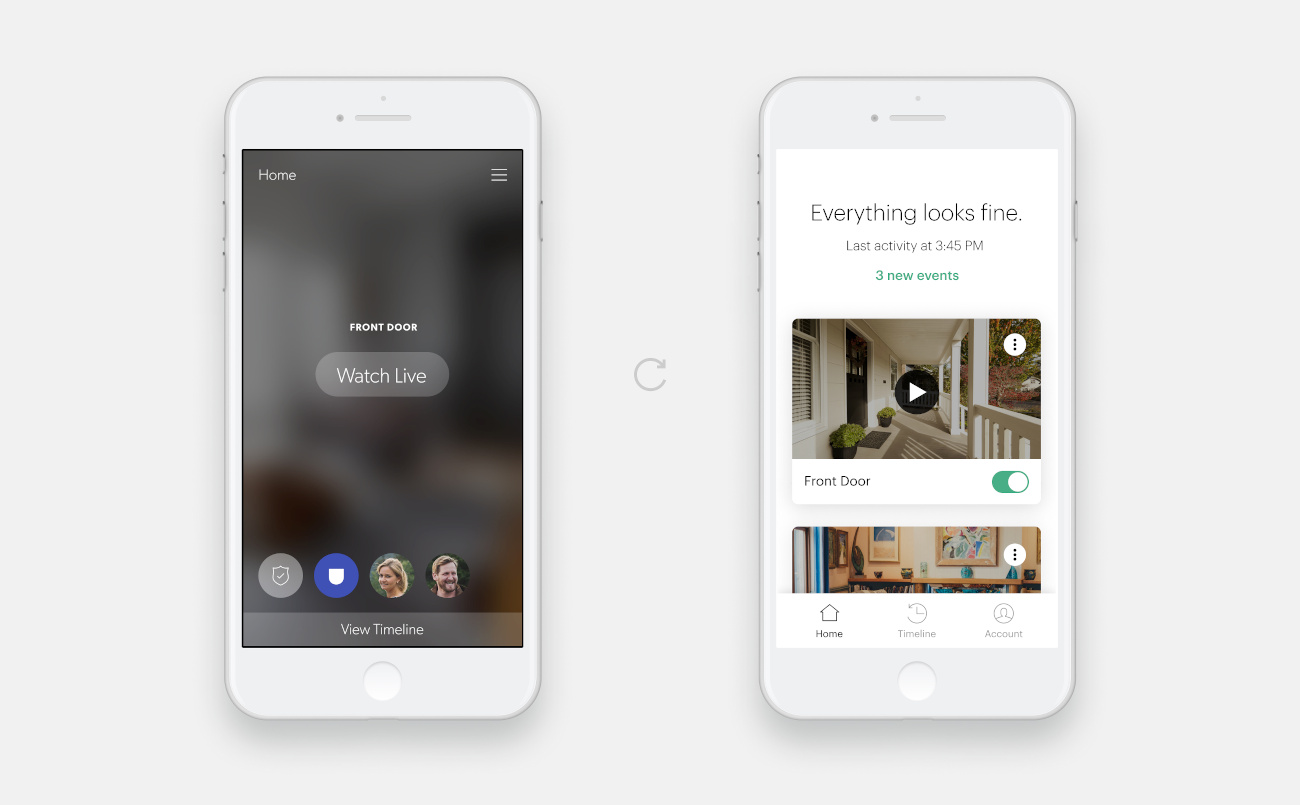 Home
FRONT DOOR
Watch Live
View Timeline
Everything looks fine.
Last activity at 3:45 PM
3 new events
Front Door
Home
Timeline
Account